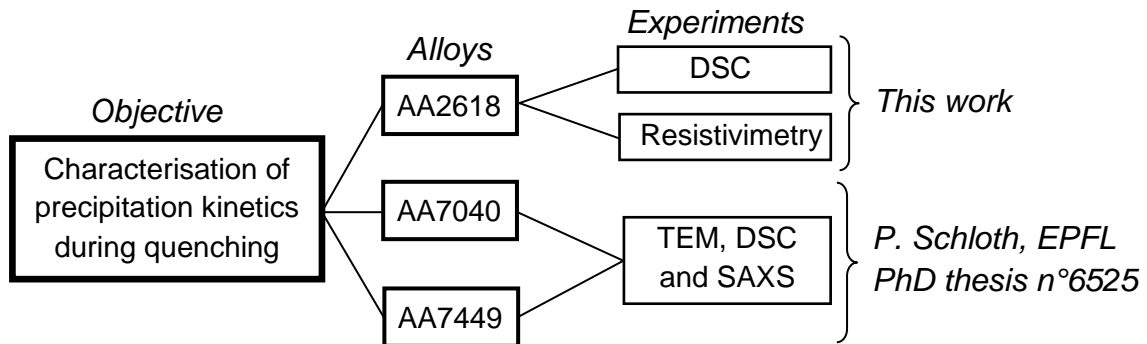 Objective
Characterisation of
precipitation kinetics
during quenching
Alloys
AA2618
AA7040
AA7449
Experiments
DSC
Resistivimetry
TEM, DSC
and SAXS
This work
P. Schloth, EPFL
PhD thesis n°6525